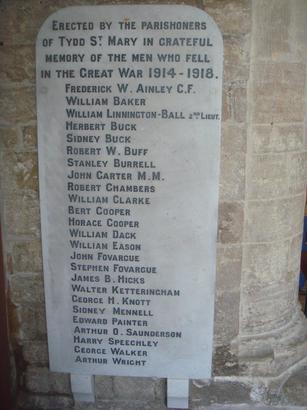 Erected by the parishoners
of Tydd St Mary in grateful
memory of the men who fell
in the Great War 1914-1918.
Frederick W. Ainley C.F.
William Baker
William Linnington-Ball 2nd Lieut.
Herbert Buck
Sidney Buck
Robert W. Buff
Stanley Burrell
John Carter M.M.
Robert Chambers
William Clarke
Bert Cooper
Horace Cooper
William Dack
William Eason
John Fovargue
Stephen Fovargue
James B. Hicks
Walter Ketteringham
George H. Knott
Sidney Mennell
Edward Painter
Arthur O. Saunderson
Harry Speechley
George Walker
Arthur Wright